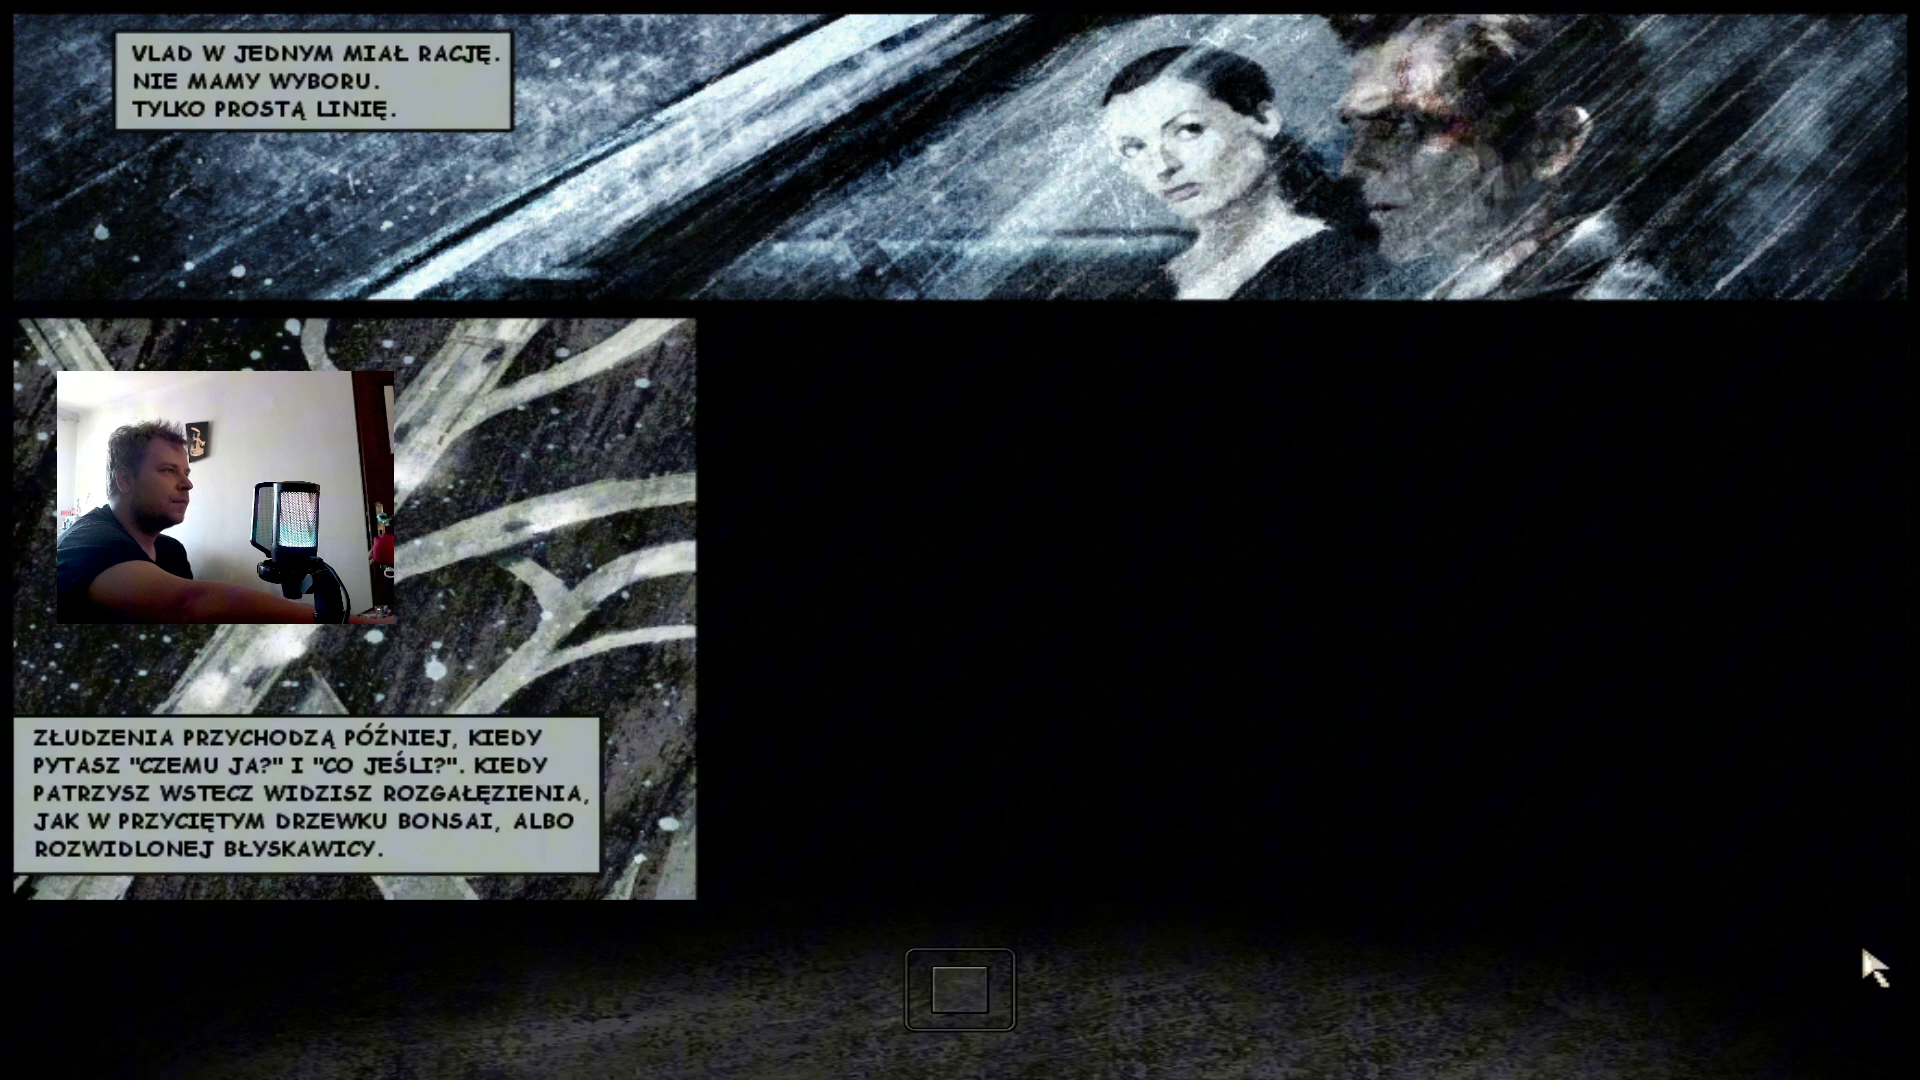 VLAD W JEDNYM MIAŁ RACJĘ.
NIE MAMY WYBORU.
TYLKO PROSTĄ LINIĘ.
ZŁUDZENIA PRZYCHODZĄ PÓŹNIEJ, KIEDY
PYTASZ "CZEMU JA?" I "CO JEŚLI?". KIEDY
PATRZYSZ WSTECZ WIDZISZ ROZGAŁĘZIENIA,
JAK W PRZYCIĘTYM DRZEWKU BONSAI, ALBO
ROZWIDLONEJ BŁYSKAWICY.